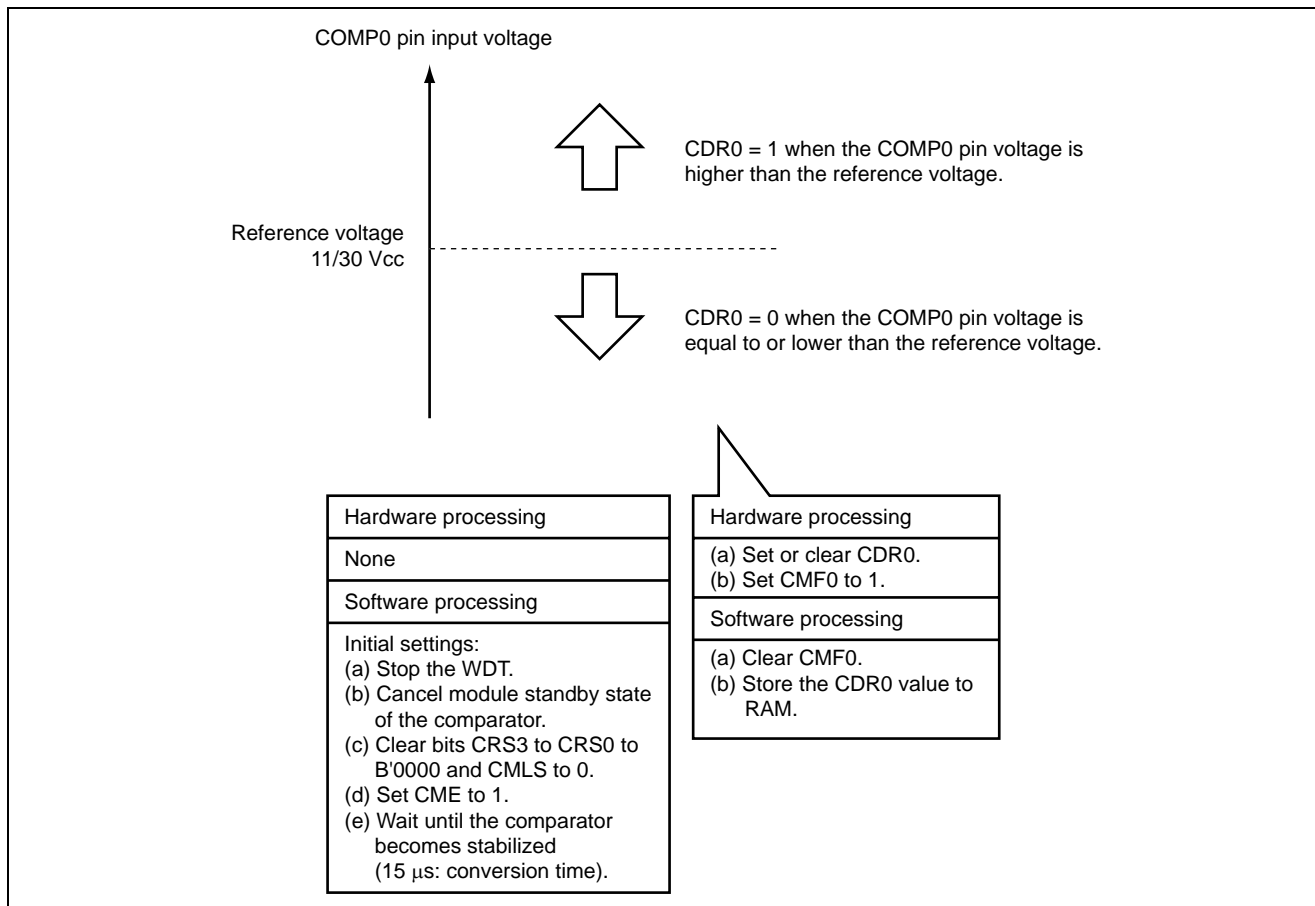 COMP0 pin input voltage
CDR0 = 1 when the COMP0 pin voltage is
higher than the reference voltage.
Reference voltage
11/30 Vcc
CDR0 = 0 when the COMP0 pin voltage is
equal to or lower than the reference voltage.
Hardware processing
None
Software processing
Initial settings:
(a) Stop the WDT.
(b) Cancel module standby state
of the comparator.
(c) Clear bits CRS3 to CRS0 to
B'0000 and CMLS to 0.
(d) Set CME to 1.
(e) Wait until the comparator
becomes stabilized
(15 μs: conversion time).
Hardware processing
(a) Set or clear CDR0.
(b) Set CMF0 to 1.
Software processing
(a) Clear CMF0.
(b) Store the CDR0 value to
RAM.